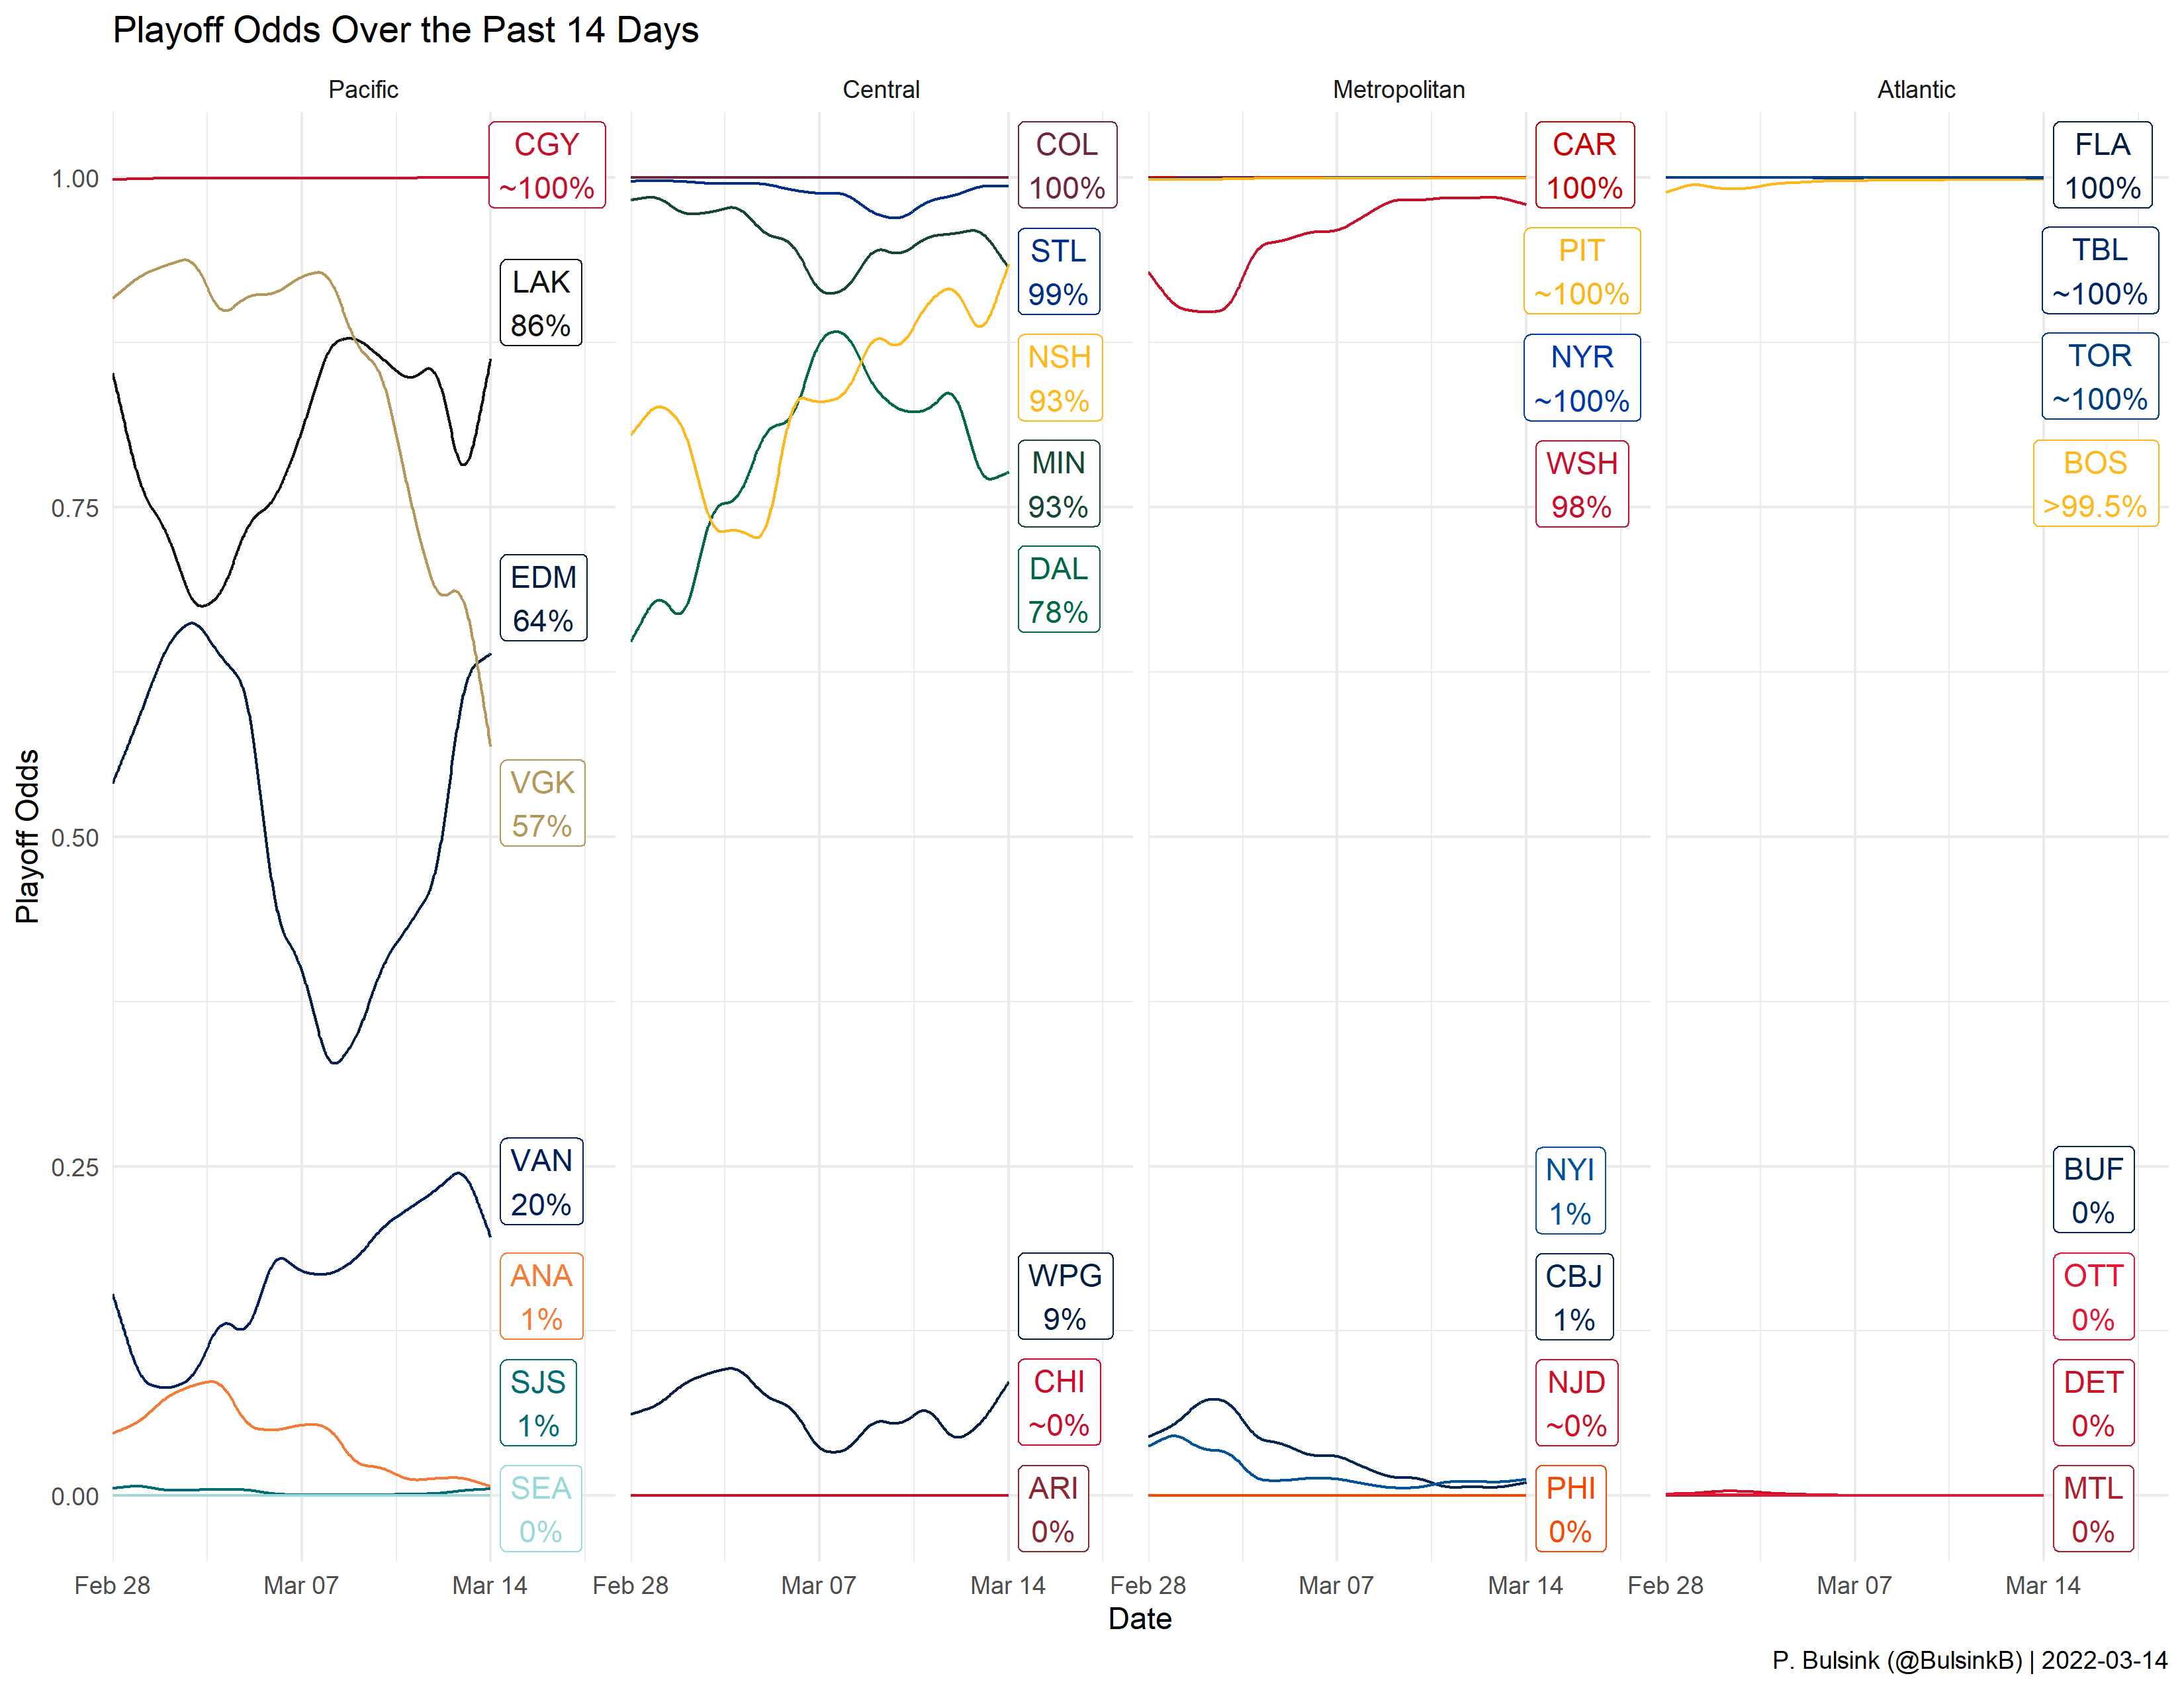 Playoff Odds Over the Past 14 Days
Pacific
Central
Metropolitan
Atlantic
Playoff Odds
1.00
0.75
0.50
0.25
0.00
CGY
~100%
LAK
86%
EDM
64%
VGK
57%
VAN
20%
ANA
1%
SJS
1%
SEA
0%
COL
100%
STL
99%
NSH
93%
MIN
93%
DAL
78%
WPG
9%
CHI
~0%
ARI
0%
CAR
100%
PIT
~100%
NYR
~100%
WSH
98%
NYI
1%
CBJ
1%
NJD
~0%
PHI
0%
FLA
100%
TBL
~100%
TOR
~100%
BOS
>99.5%
BUF
0%
OTT
0%
DET
0%
MTL
0%
Feb 28 Mar 07 Mar 14
Feb 28 Mar 07 Mar 14
Feb 28 Mar 07 Mar 14
Feb 28 Mar 07 Mar 14
Date
P. Bulsink (@BulsinkB) | 2022-03-14